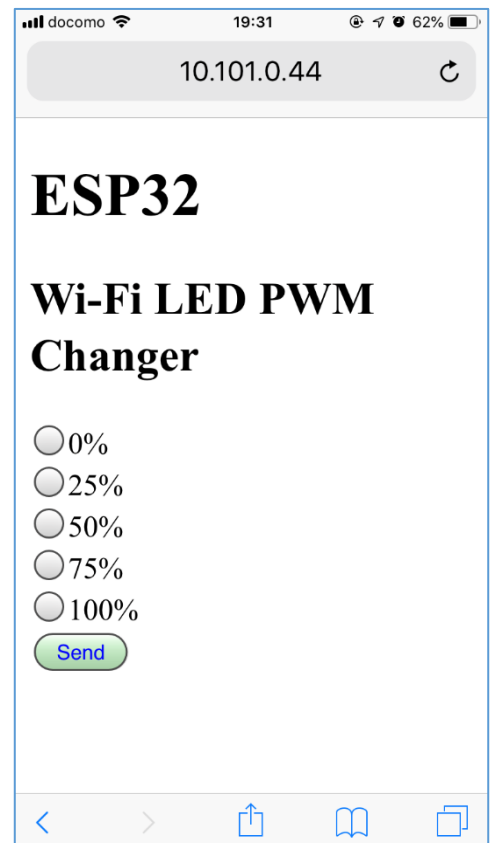 docomo 19:31 62%
10.101.0.44
ESP32
Wi-Fi LED PWM
Changer
0%
25%
50%
75%
100%
Send